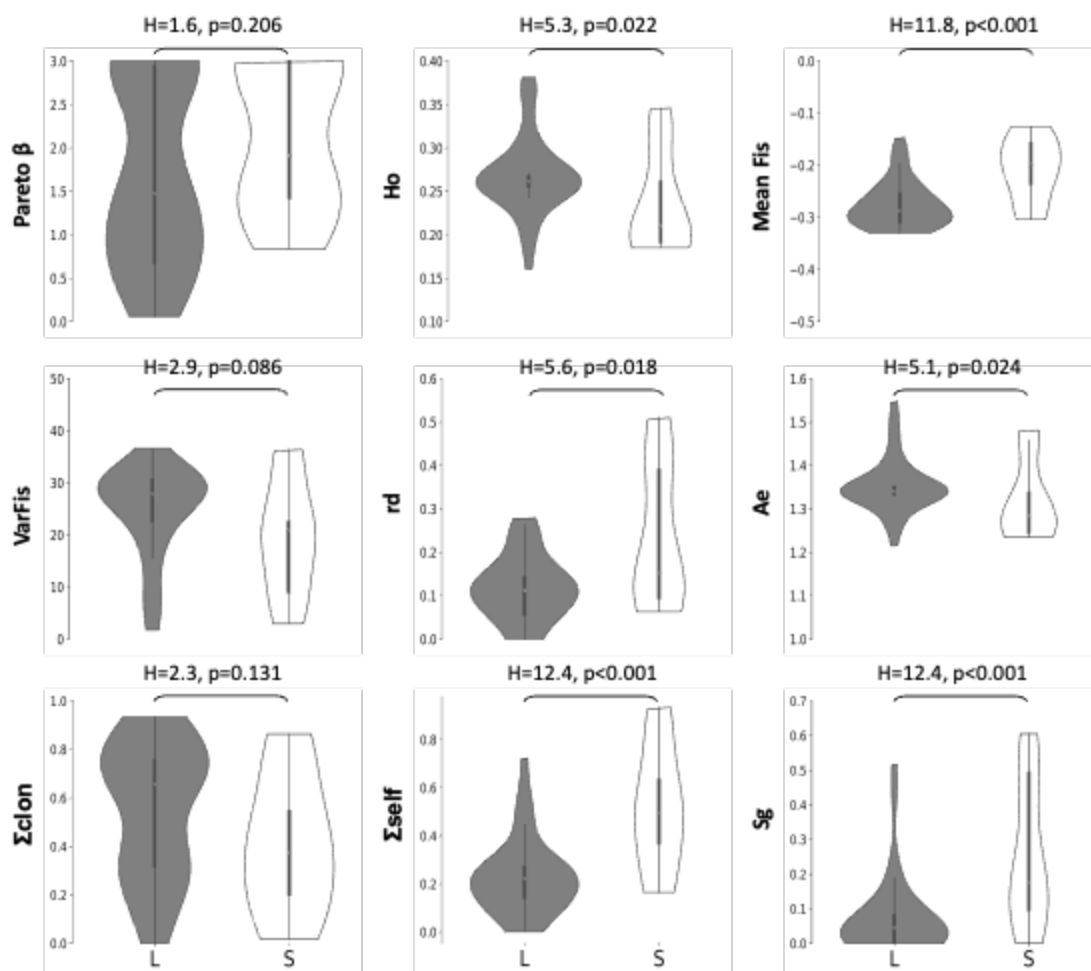 H=1.6, p=0.206
Pareto β
3.0
2.5
2.0
1.5
1.0
0.5
0.0
H=5.3, p=0.022
Ho
0.40
0.35
0.30
0.25
0.20
0.15
0.10
H=11.8, p<0.001
Mean Fis
0.0
−0.1
−0.2
−0.3
−0.4
−0.5
H=2.9, p=0.086
VarFis
50
40
30
20
10
0
H=5.6, p=0.018
rd
0.6
0.5
0.4
0.3
0.2
0.1
0.0
H=5.1, p=0.024
Ae
1.6
1.5
1.4
1.3
1.2
1.1
1.0
H=2.3, p=0.131
Σclon
1.0
0.8
0.6
0.4
0.2
0.0
L S
H=12.4, p<0.001
Σself
0.8
0.6
0.4
0.2
0.0
L S
H=12.4, p<0.001
Sg
0.7
0.6
0.5
0.4
0.3
0.2
0.1
0.0
L S